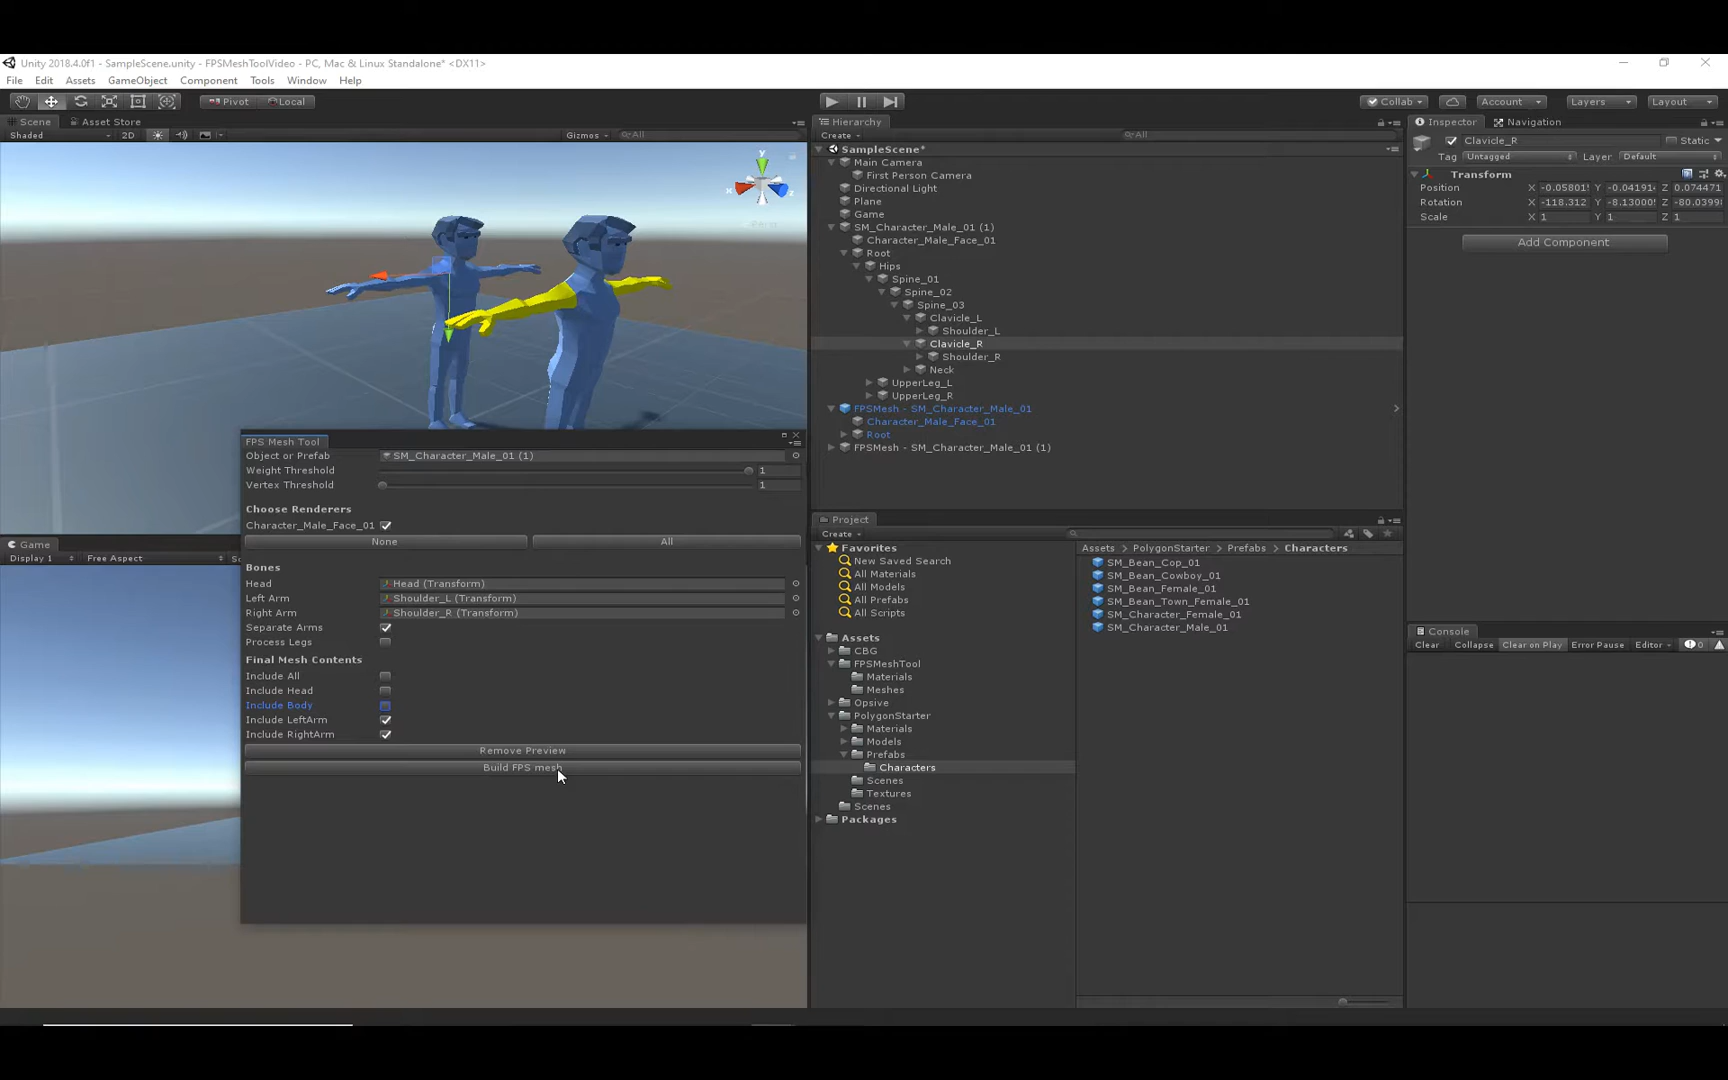 Unity 2018.4.0f1 - SampleScene.unity - FPSMeshToolVideo - PC, Mac & Linux Standalone* <DX11>
File Edit Assets GameObject Component Tools Window Help
Pivot Local Collab Account Layers Layout
Scene Asset Store
Shaded 2D Gizmos All
y
x
z
FPS Mesh Tool
Object or Prefab SM_Character_Male_01 (1)
Weight Threshold 1
Vertex Threshold 1
Choose Renderers
Character_Male_Face_01
None All
Bones
Head Head (Transform)
Left Arm Shoulder_L (Transform)
Right Arm Shoulder_R (Transform)
Separate Arms
Process Legs
Final Mesh Contents
Include All
Include Head
Include Body
Include LeftArm
Include RightArm
Remove Preview
Build FPS mesh
Game
Display 1 Free Aspect
Hierarchy
Create All
SampleScene*
Main Camera
First Person Camera
Directional Light
Plane
Game
SM_Character_Male_01 (1)
Character_Male_Face_01
Root
Hips
Spine_01
Spine_02
Spine_03
Clavicle_L
Shoulder_L
Clavicle_R
Shoulder_R
Neck
UpperLeg_L
UpperLeg_R
FPSMesh - SM_Character_Male_01
Character_Male_Face_01
Root
FPSMesh - SM_Character_Male_01 (1)
Project
Create
Favorites
New Saved Search
All Materials
All Models
All Prefabs
All Scripts
Assets
CBG
FPSMeshTool
Materials
Meshes
Opsive
PolygonStarter
Materials
Models
Prefabs
Characters
Scenes
Textures
Scenes
Packages
Assets PolygonStarter Prefabs Characters
SM_Bean_Cop_01
SM_Bean_Cowboy_01
SM_Bean_Female_01
SM_Bean_Town_Female_01
SM_Character_Female_01
SM_Character_Male_01
Inspector Navigation
Clavicle_R Static
Tag Untagged Layer Default
Transform
Position X -0.05801 Y -0.04191 Z 0.074471
Rotation X -118.312 Y -8.13000 Z -80.0399
Scale X 1 Y 1 Z 1
Add Component
Console
Clear Collapse Clear on Play Error Pause Editor 0